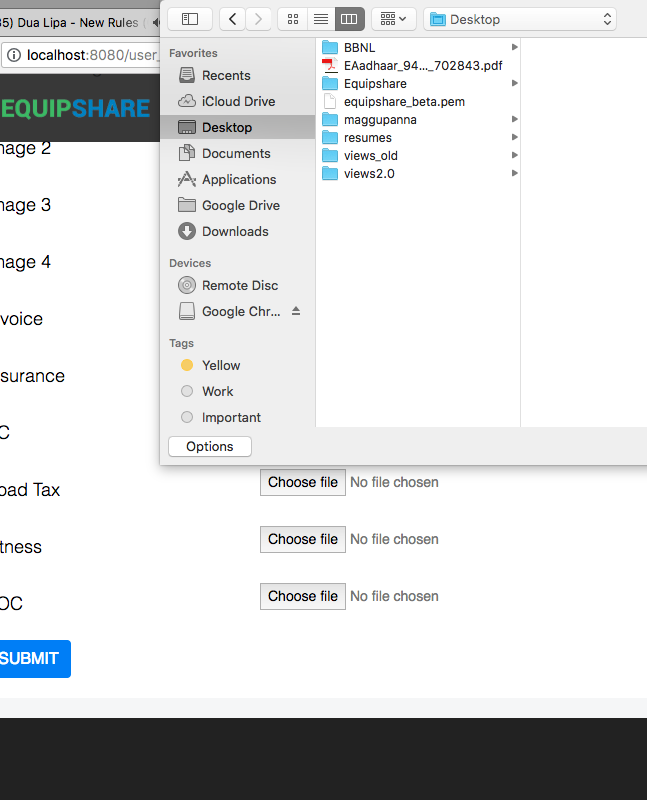 35) Dua Lipa - New Rules (
localhost:8080/user_
EQUIPSHARE
mage 2
mage 3
mage 4
voice
surance
C
oad Tax
tness
OC
SUBMIT
Desktop
Favorites
Recents
iCloud Drive
Desktop
Documents
Applications
Google Drive
Downloads
Devices
Remote Disc
Google Chr...
Tags
Yellow
Work
Important
BBNL
EAadhaar_94..._702843.pdf
Equipshare
equipshare_beta.pem
maggupanna
resumes
views_old
views2.0
Options
Choose file No file chosen
Choose file No file chosen
Choose file No file chosen